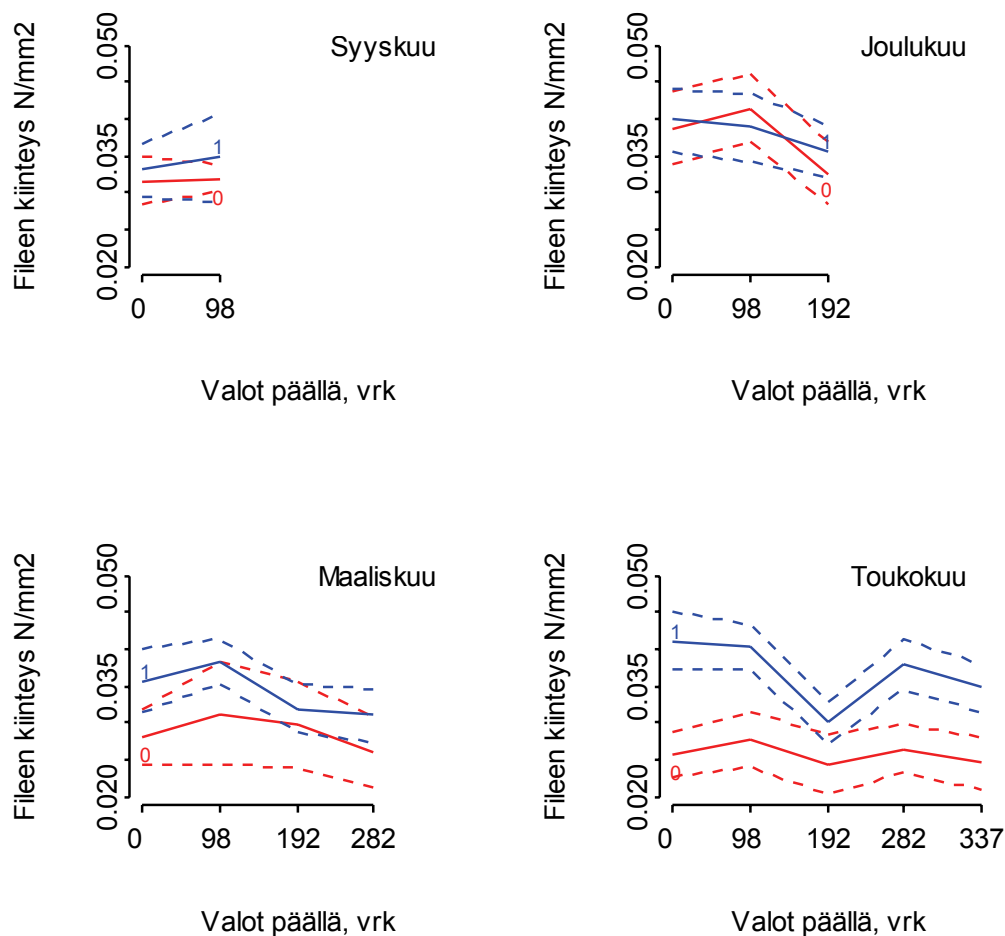 Syyskuu
Fileen kiinteys N/mm2
0.050
0.035
0.020
1
0
0 98
Valot päällä, vrk
Joulukuu
Fileen kiinteys N/mm2
0.050
0.035
0.020
1
0
0 98 192
Valot päällä, vrk
Maaliskuu
Fileen kiinteys N/mm2
0.050
0.035
0.020
1
0
0 98 192 282
Valot päällä, vrk
Toukokuu
Fileen kiinteys N/mm2
0.050
0.035
0.020
1
0
0 98 192 282 337
Valot päällä, vrk